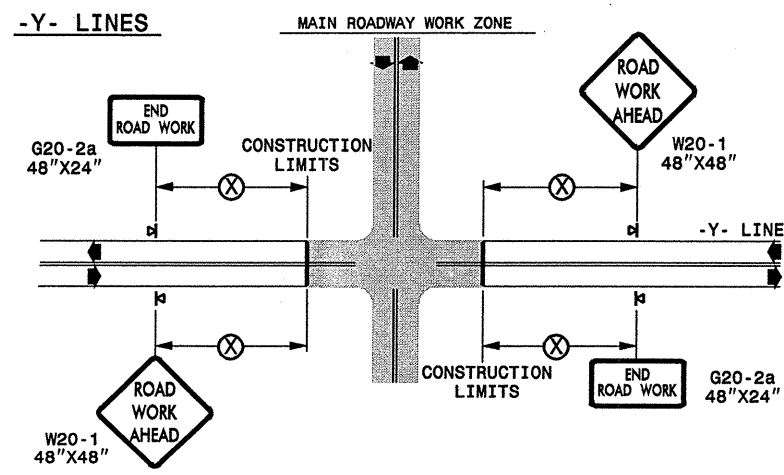 -Y- LINES
MAIN ROADWAY WORK ZONE
END
ROAD WORK
G20-2a
48"X24"
CONSTRUCTION
LIMITS
ROAD
WORK
AHEAD
W20-1
48"X48"
X
X
-Y- LINE
X
X
ROAD
WORK
AHEAD
W20-1
48"X48"
CONSTRUCTION
LIMITS
END
ROAD WORK
G20-2a
48"X24"